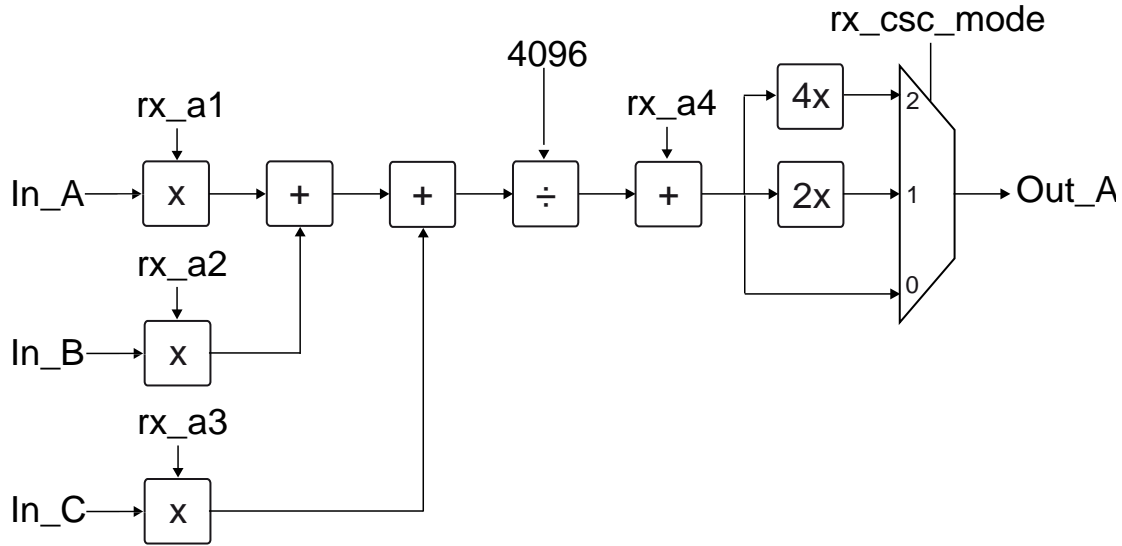 rx_csc_mode
4096
rx_a1
rx_a4
4x
2
In_A
x
+
+
÷
+
2x
1
Out_A
rx_a2
0
In_B
x
rx_a3
In_C
x